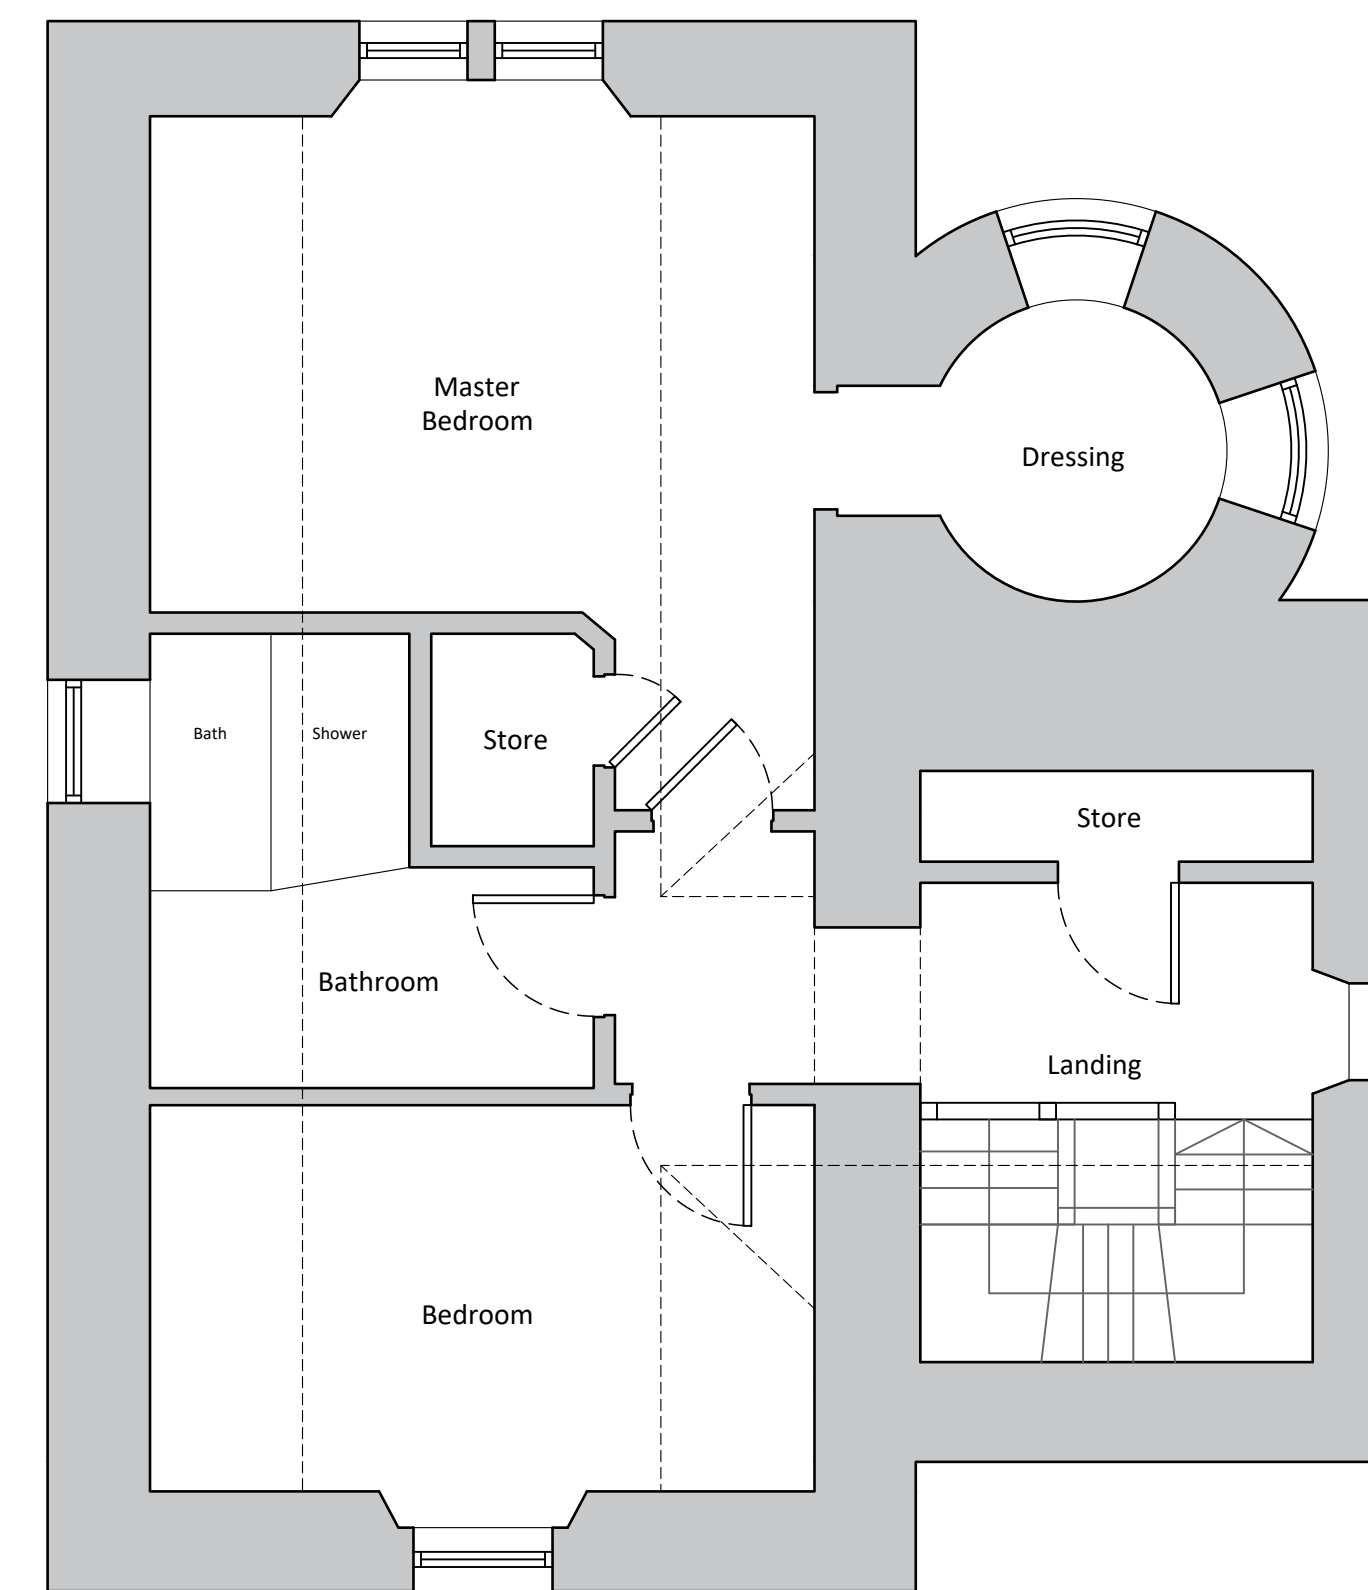 Master
Bedroom
Dressing
Bath
Shower
Store
Store
Bathroom
Landing
Bedroom